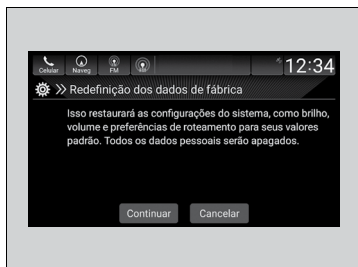 Celular Naveg FM 12:34
Redefinição dos dados de fábrica
Isso restaurará as configurações do sistema, como brilho,
volume e preferências de roteamento para seus valores
padrão. Todos os dados pessoais serão apagados.
Continuar Cancelar